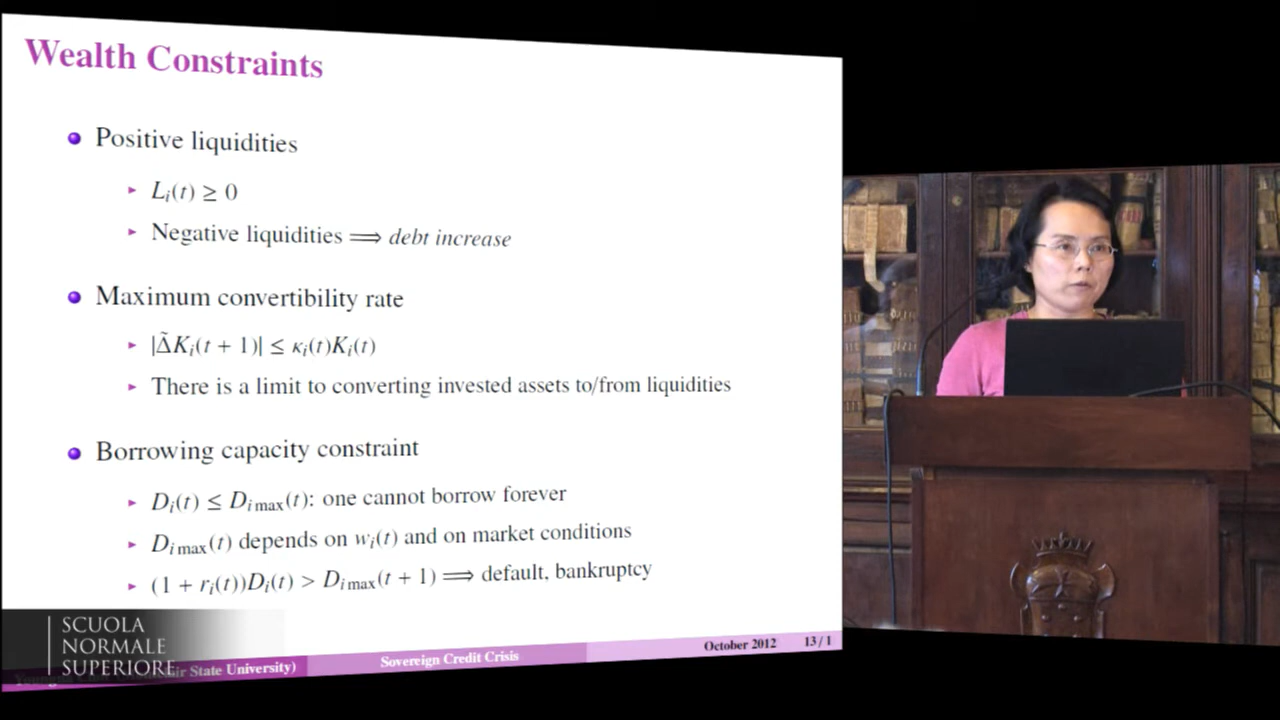 Wealth Constraints
Positive liquidities
L_i(t) ≥ 0
Negative liquidities ⟹ debt increase
Maximum convertibility rate
|Δ̃K_i(t + 1)| ≤ κ_i(t)K_i(t)
There is a limit to converting invested assets to/from liquidities
Borrowing capacity constraint
D_i(t) ≤ D_{i max}(t): one cannot borrow forever
D_{i max}(t) depends on w_i(t) and on market conditions
(1 + r_i(t))D_i(t) > D_{i max}(t + 1) ⟹ default, bankruptcy
SCUOLA
NORMALE
SUPERIORE
State University)
Sovereign Credit Crisis
October 2012
13 / 1